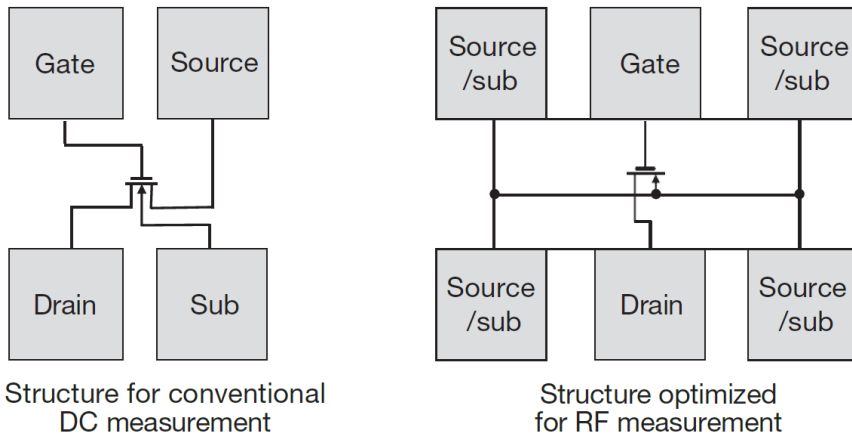 Gate
Source
Drain
Sub
Structure for conventional
DC measurement
Source
/sub
Gate
Source
/sub
Source
/sub
Drain
Source
/sub
Structure optimized
for RF measurement